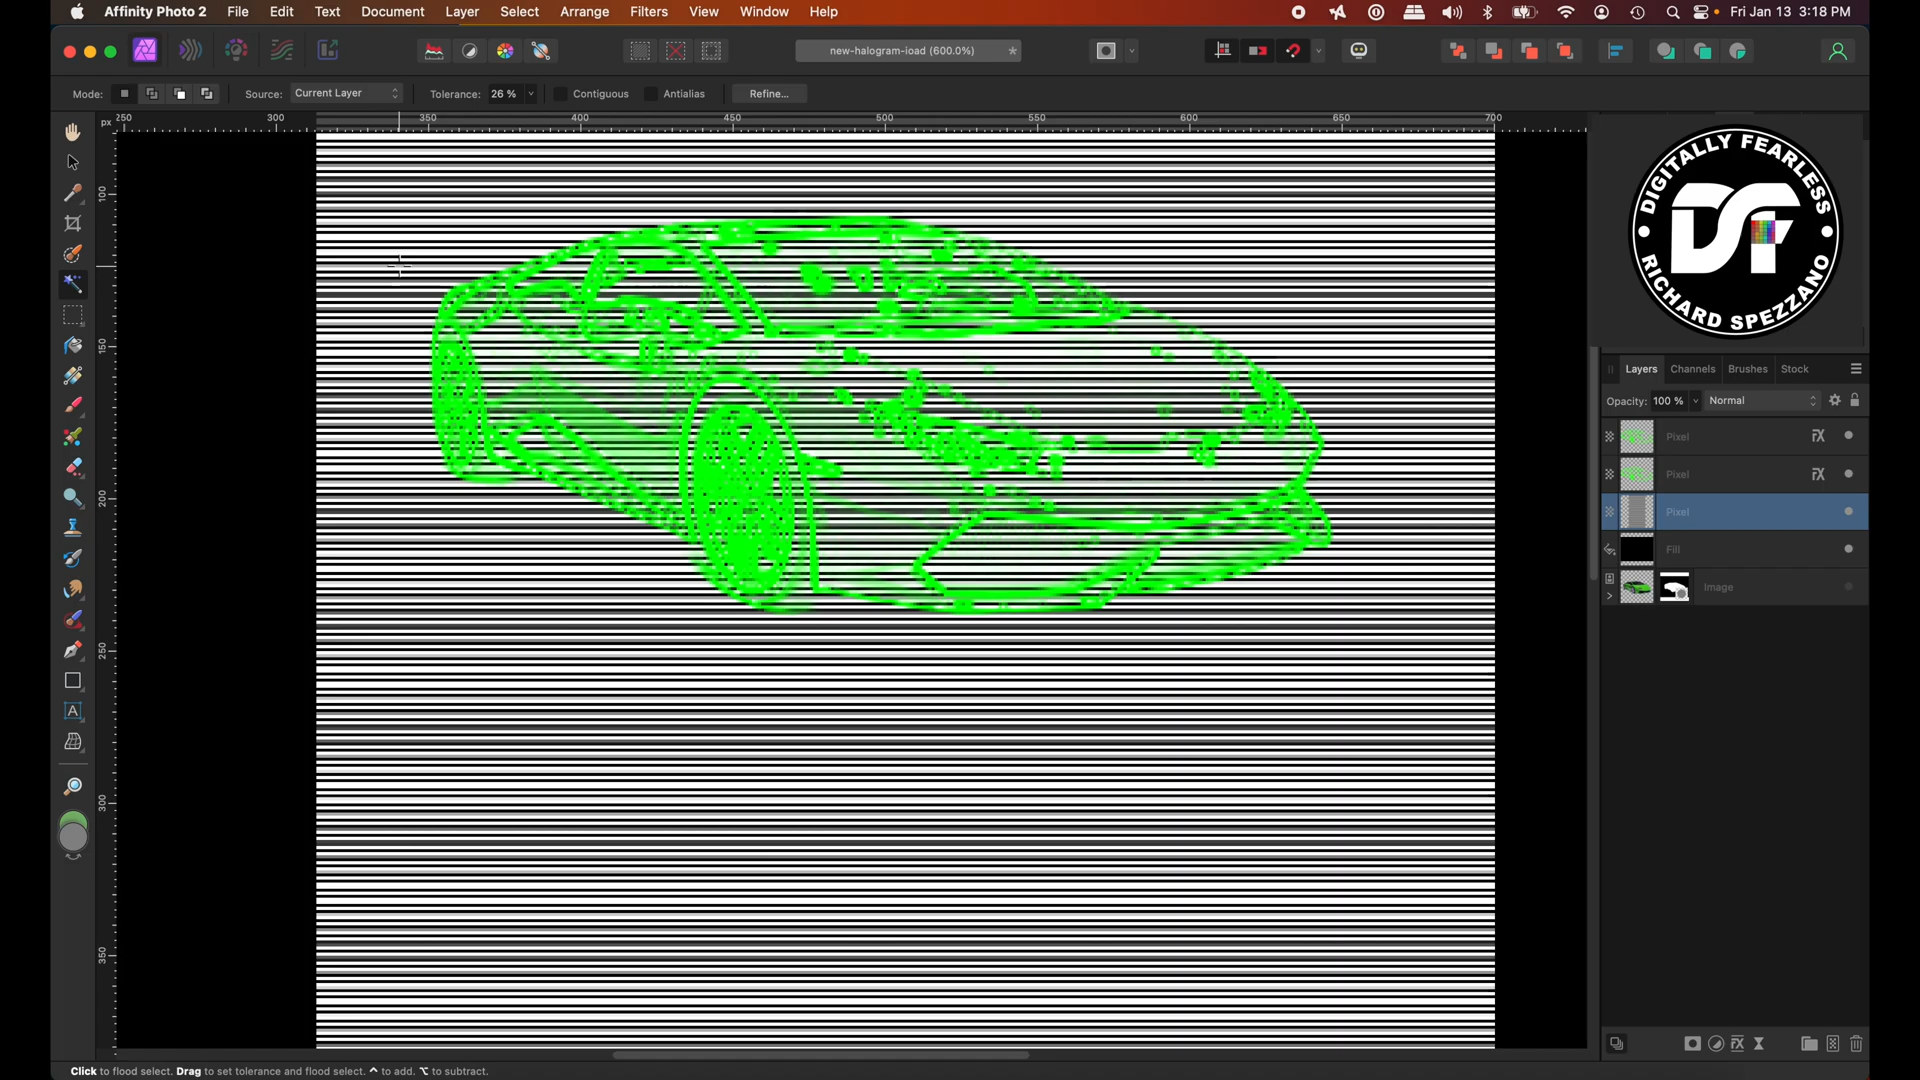 Affinity Photo 2 File Edit Text Document Layer Select Arrange Filters View Window Help Fri Jan 13 3:18 PM
new-halogram-ioad (600.0%) *
Mode: Source: Current Layer Tolerance: 26 % Contiguous Antialias Refine...
px 250 300 350 400 450 500 550 600 650 700
100
150
200
250
300
350
DIGITALLY FEARLESS
DF
RICHARD SPEZZANO
Layers Channels Brushes Stock
Opacity: 100 % Normal
Pixel
Pixel
Pixel
Fill
Image
Click to flood select. Drag to set tolerance and flood select. ^ to add. ⌥ to subtract.